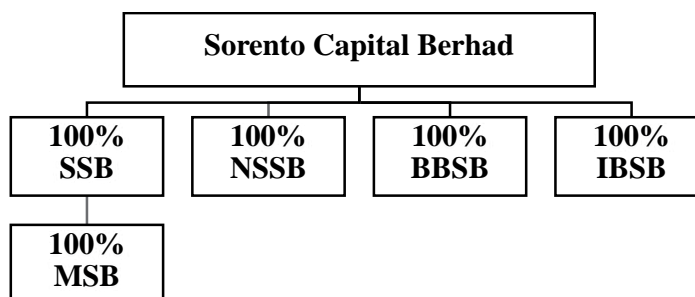 Sorento Capital Berhad
100%
SSB
100%
NSSB
100%
BBSB
100%
IBSB
100%
MSB